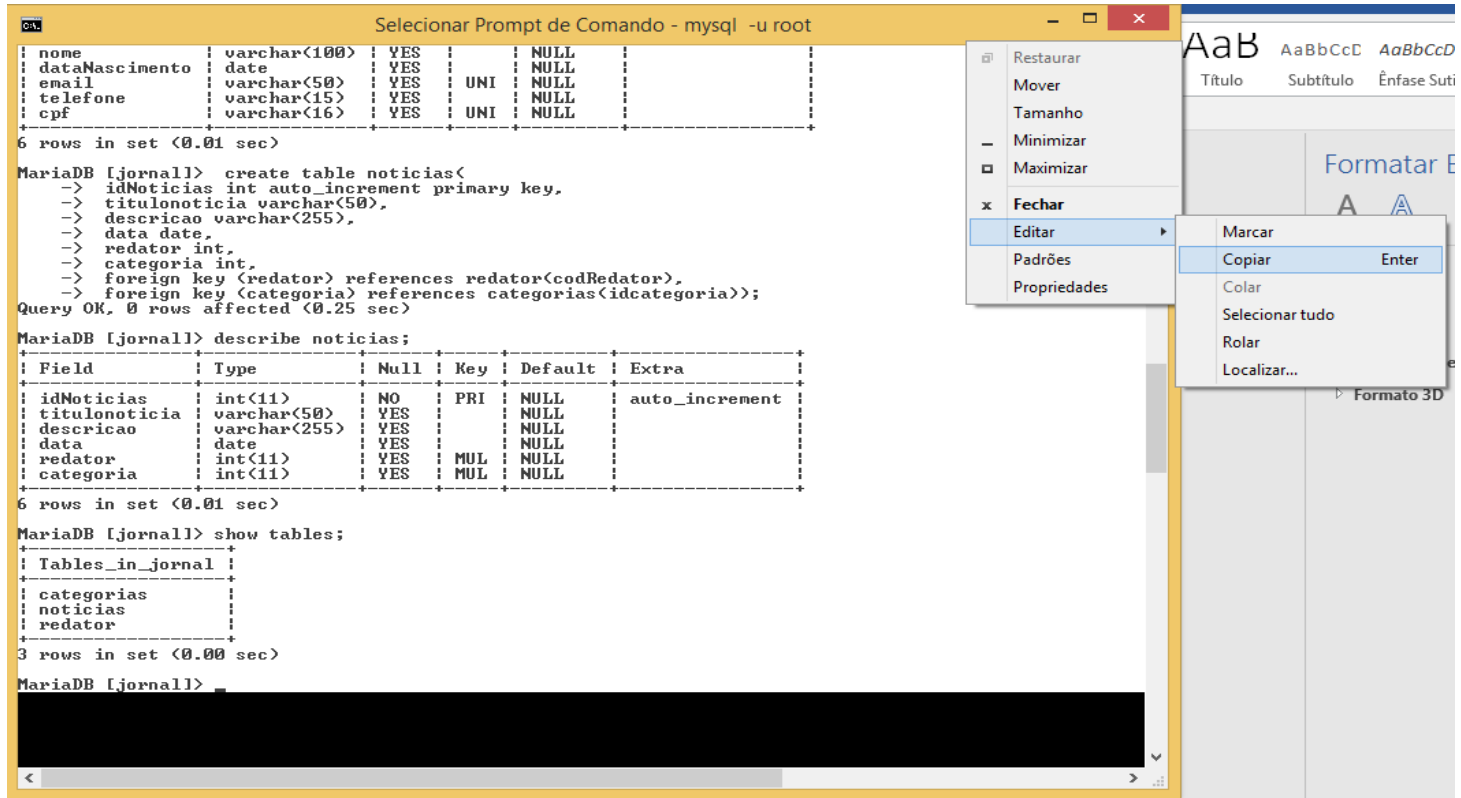 Selecionar Prompt de Comando - mysql -u root
| nome | varchar(100) | YES | | NULL | |
| dataNascimento | date | YES | | NULL | |
| email | varchar(50) | YES | UNI | NULL | |
| telefone | varchar(15) | YES | | NULL | |
| cpf | varchar(16) | YES | UNI | NULL | |
6 rows in set (0.01 sec)
MariaDB [jornal]> create table noticias(
-> idNoticias int auto_increment primary key,
-> titulonoticia varchar(50),
-> descricao varchar(255),
-> data date,
-> redator int,
-> categoria int,
-> foreign key (redator) references redator(codRedator),
-> foreign key (categoria) references categorias(idcategoria));
Query OK, 0 rows affected (0.25 sec)
MariaDB [jornal]> describe noticias;
| Field | Type | Null | Key | Default | Extra |
| idNoticias | int(11) | NO | PRI | NULL | auto_increment |
| titulonoticia | varchar(50) | YES | | NULL | |
| descricao | varchar(255) | YES | | NULL | |
| data | date | YES | | NULL | |
| redator | int(11) | YES | MUL | NULL | |
| categoria | int(11) | YES | MUL | NULL | |
6 rows in set (0.01 sec)
MariaDB [jornal]> show tables;
| Tables_in_jornal |
| categorias |
| noticias |
| redator |
3 rows in set (0.00 sec)
MariaDB [jornal]> _
Restaurar
Mover
Tamanho
Minimizar
Maximizar
Fechar
Editar
Padrões
Propriedades
Marcar
Copiar Enter
Colar
Selecionar tudo
Rolar
Localizar...
AaB AaBbCcD AaBbCcD
Título Subtítulo Ênfase Suti
Formatar E
A A
Formato 3D